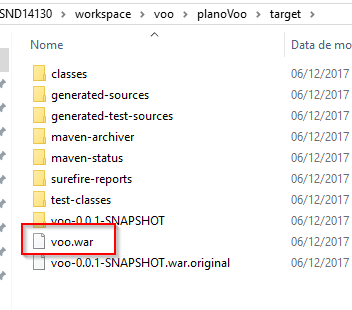 SND14130 › workspace › voo › planoVoo › target ›
Nome Data de mo
classes 06/12/2017
generated-sources 06/12/2017
generated-test-sources 06/12/2017
maven-archiver 06/12/2017
maven-status 06/12/2017
surefire-reports 06/12/2017
test-classes 06/12/2017
voo-0.0.1-SNAPSHOT 06/12/2017
voo.war 06/12/2017
voo-0.0.1-SNAPSHOT.war.original 06/12/2017